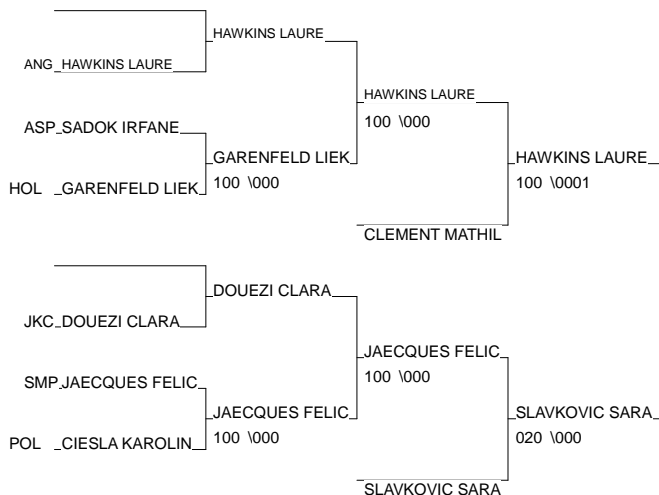 HAWKINS LAURE
ANG HAWKINS LAURE
HAWKINS LAURE
100 \000
ASP SADOK IRFANE
GARENFELD LIEK
100 \000
HAWKINS LAURE
100 \0001
HOL GARENFELD LIEK
CLEMENT MATHIL
DOUEZI CLARA
JKC DOUEZI CLARA
JAECQUES FELIC
100 \000
SMP JAECQUES FELIC
JAECQUES FELIC
100 \000
SLAVKOVIC SARA
020 \000
POL CIESLA KAROLIN
SLAVKOVIC SARA